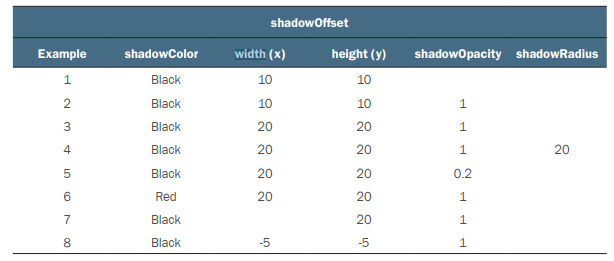 shadowOffset
Example shadowColor width (x) height (y) shadowOpacity shadowRadius
1 Black 10 10
2 Black 10 10 1
3 Black 20 20 1
4 Black 20 20 1 20
5 Black 20 20 0.2
6 Red 20 20 1
7 Black 20 1
8 Black -5 -5 1